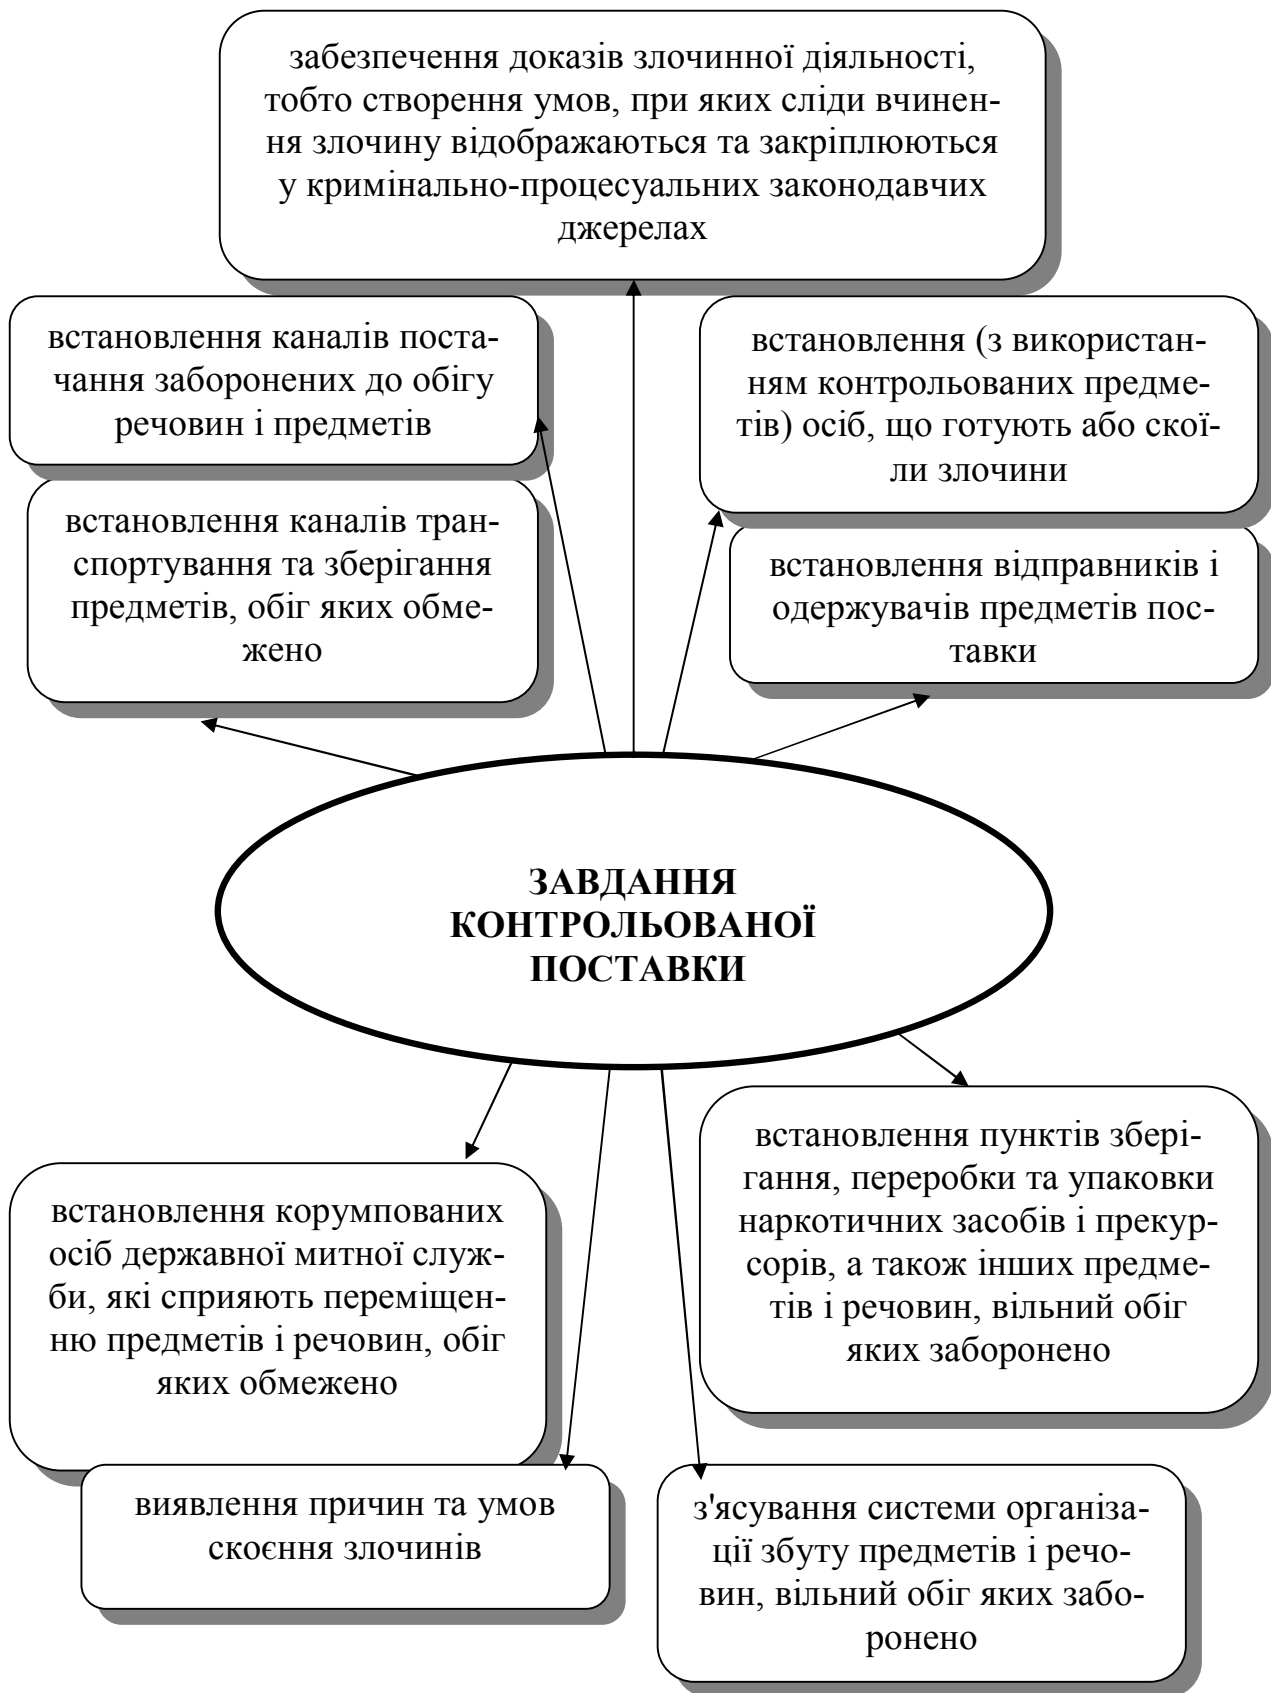 забезпечення доказів злочинної діяльності,
тобто створення умов, при яких сліди вчинен-
ня злочину відображаються та закріплюються
у кримінально-процесуальних законодавчих
джерелах
встановлення каналів поста-
чання заборонених до обігу
речовин і предметів
встановлення (з використан-
ням контрольованих предме-
тів) осіб, що готують або скої-
ли злочини
встановлення каналів тран-
спортування та зберігання
предметів, обіг яких обме-
жено
встановлення відправників і
одержувачів предметів пос-
тавки
ЗАВДАННЯ
КОНТРОЛЬОВАНОЇ
ПОСТАВКИ
встановлення корумпованих
осіб державної митної служ-
би, які сприяють переміщен-
ню предметів і речовин, обіг
яких обмежено
встановлення пунктів збері-
гання, переробки та упаковки
наркотичних засобів і прекур-
сорів, а також інших предме-
тів і речовин, вільний обіг
яких заборонено
виявлення причин та умов
скоєння злочинів
з'ясування системи організа-
ції збуту предметів і речо-
вин, вільний обіг яких забо-
ронено